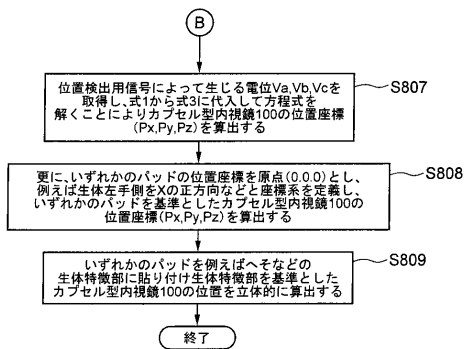 B
位置検出用信号によって生じる電位Va,Vb,Vcを
取得し、式1から式3に代入して方程式を
解くことによりカプセル型内視鏡100の位置座標
(Px,Py,Pz)を算出する
S807
更に、いずれかのパッドの位置座標を原点(0.0.0)とし、
例えば生体左手側をXの正方向などと座標系を定義し、
いずれかのパッドを基準としたカプセル型内視鏡100の
位置座標(Px,Py,Pz)を算出する
S808
いずれかのパッドを例えばへそなどの
生体特徴部に貼り付け生体特徴部を基準とした
カプセル型内視鏡100の位置を立体的に算出する
S809
終了